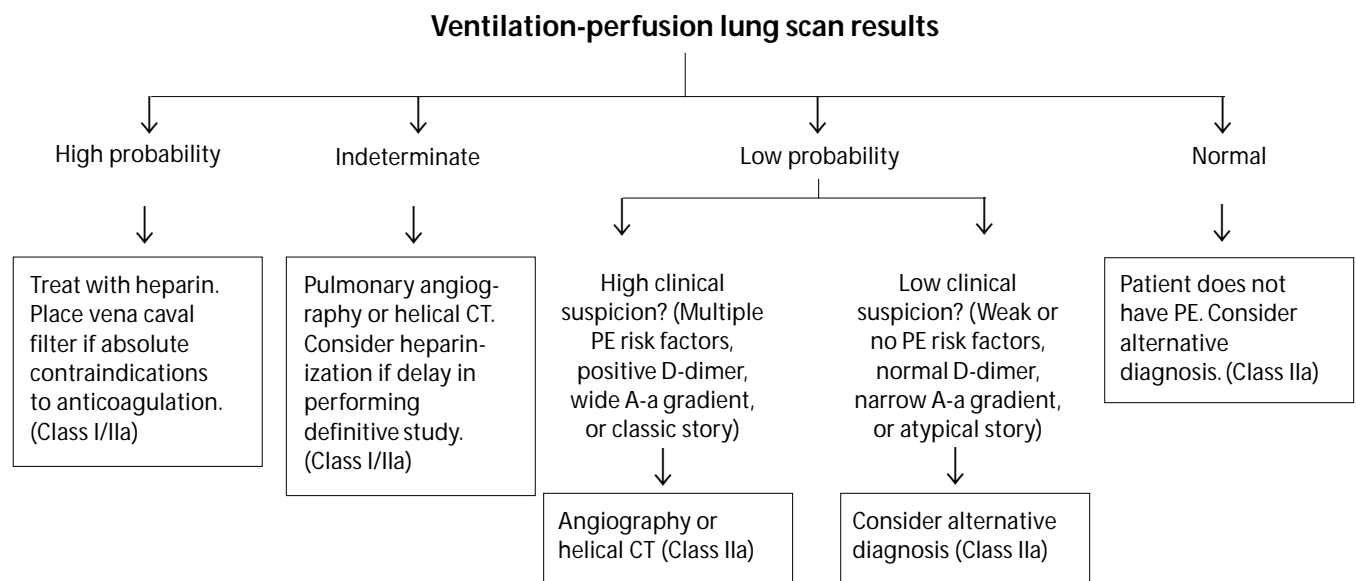 Ventilation-perfusion lung scan results
High probability
Indeterminate
Low probability
Normal
Treat with heparin.
Place vena caval
filter if absolute
contraindications
to anticoagulation.
(Class I/IIa)
Pulmonary angiog-
raphy or helical CT.
Consider heparin-
ization if delay in
performing
definitive study.
(Class I/IIa)
High clinical
suspicion? (Multiple
PE risk factors,
positive D-dimer,
wide A-a gradient,
or classic story)
Low clinical
suspicion? (Weak or
no PE risk factors,
normal D-dimer,
narrow A-a gradient,
or atypical story)
Patient does not
have PE. Consider
alternative
diagnosis. (Class IIa)
Angiography or
helical CT (Class IIa)
Consider alternative
diagnosis (Class IIa)